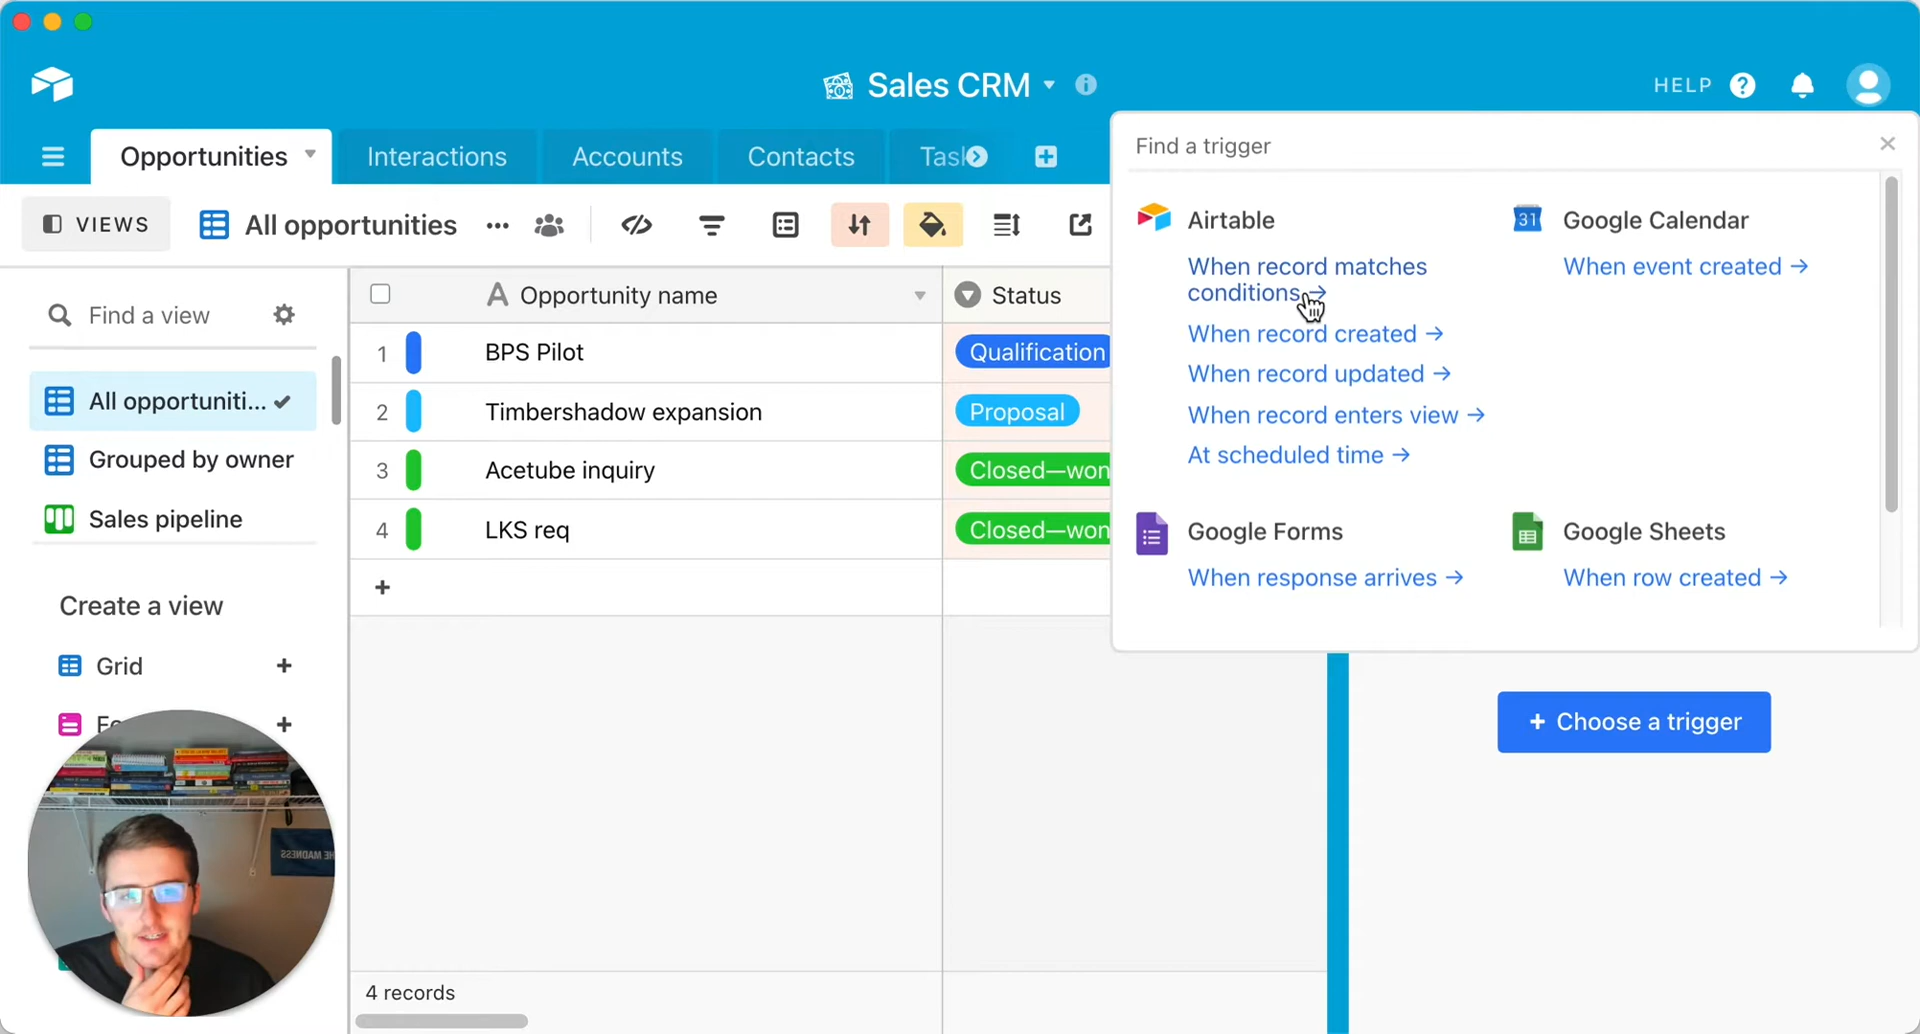 Sales CRM
HELP
Opportunities
Interactions
Accounts
Contacts
Find a trigger
VIEWS
All opportunities
Airtable
Google Calendar
When record matches
conditions
When event created
When record created
When record updated
When record enters view
At scheduled time
Find a view
Opportunity name
Status
1
BPS Pilot
Qualification
2
Timbershadow expansion
Proposal
3
Acetube inquiry
Closed—won
4
LKS req
Closed—won
All opportuniti...
Grouped by owner
Sales pipeline
Google Forms
Google Sheets
When response arrives
When row created
Create a view
Grid
Choose a trigger
31
4 records